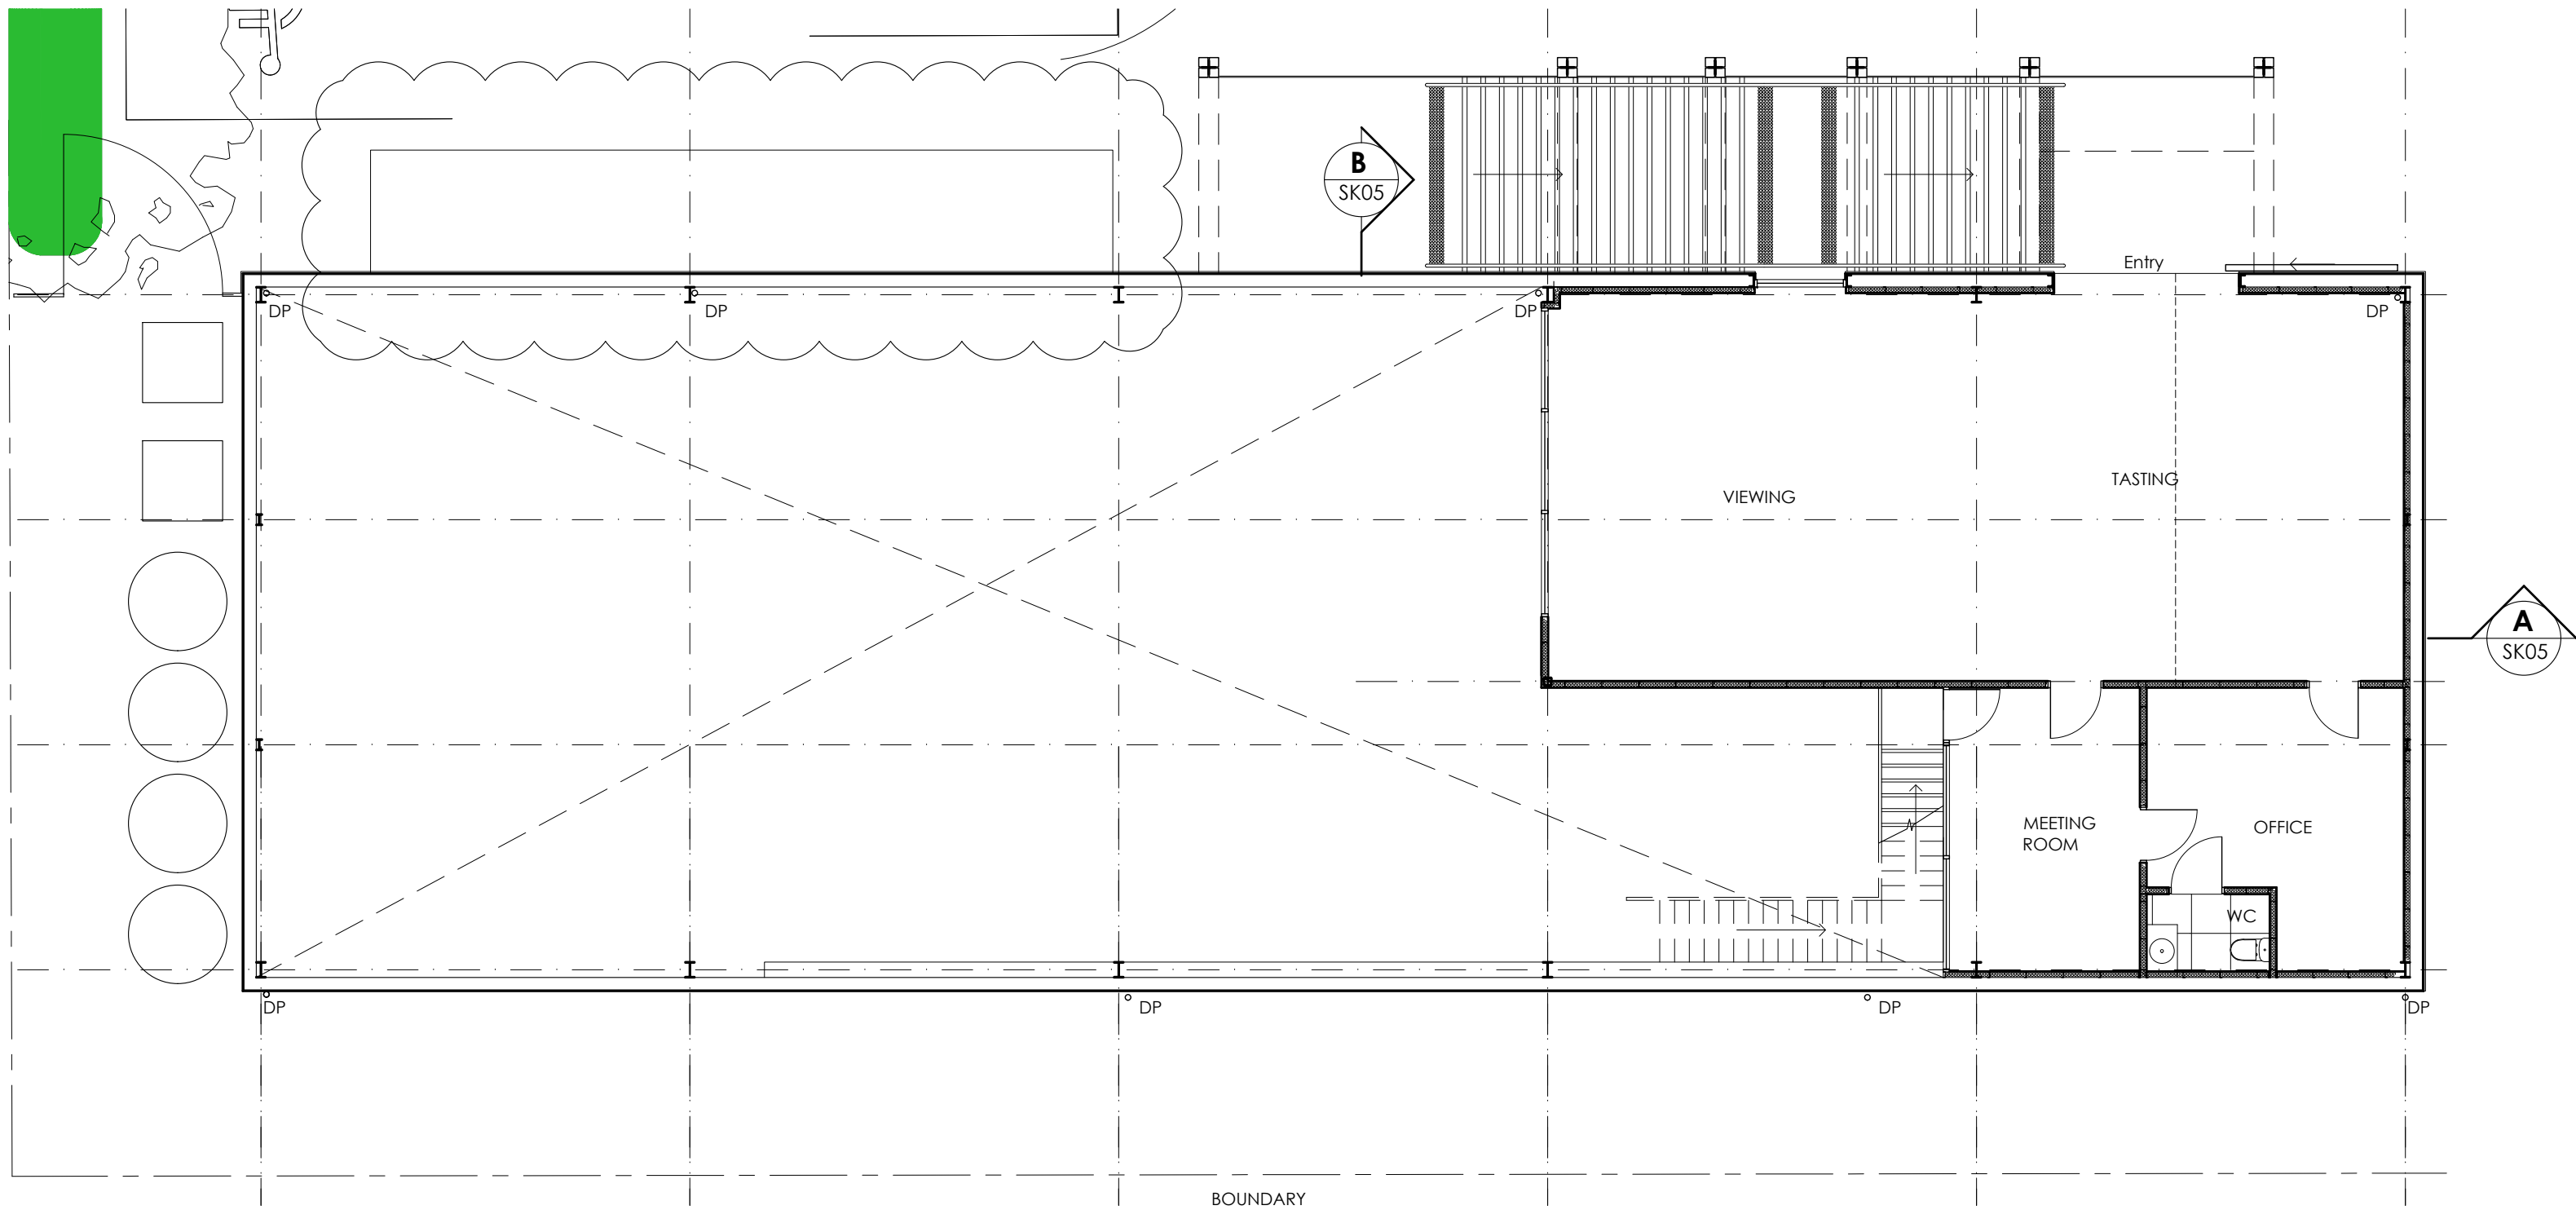 B
SK05
Entry
DP
DP
DP
DP
TASTING
VIEWING
A
SK05
MEETING
ROOM
OFFICE
WC
DP
DP
DP
DP
BOUNDARY